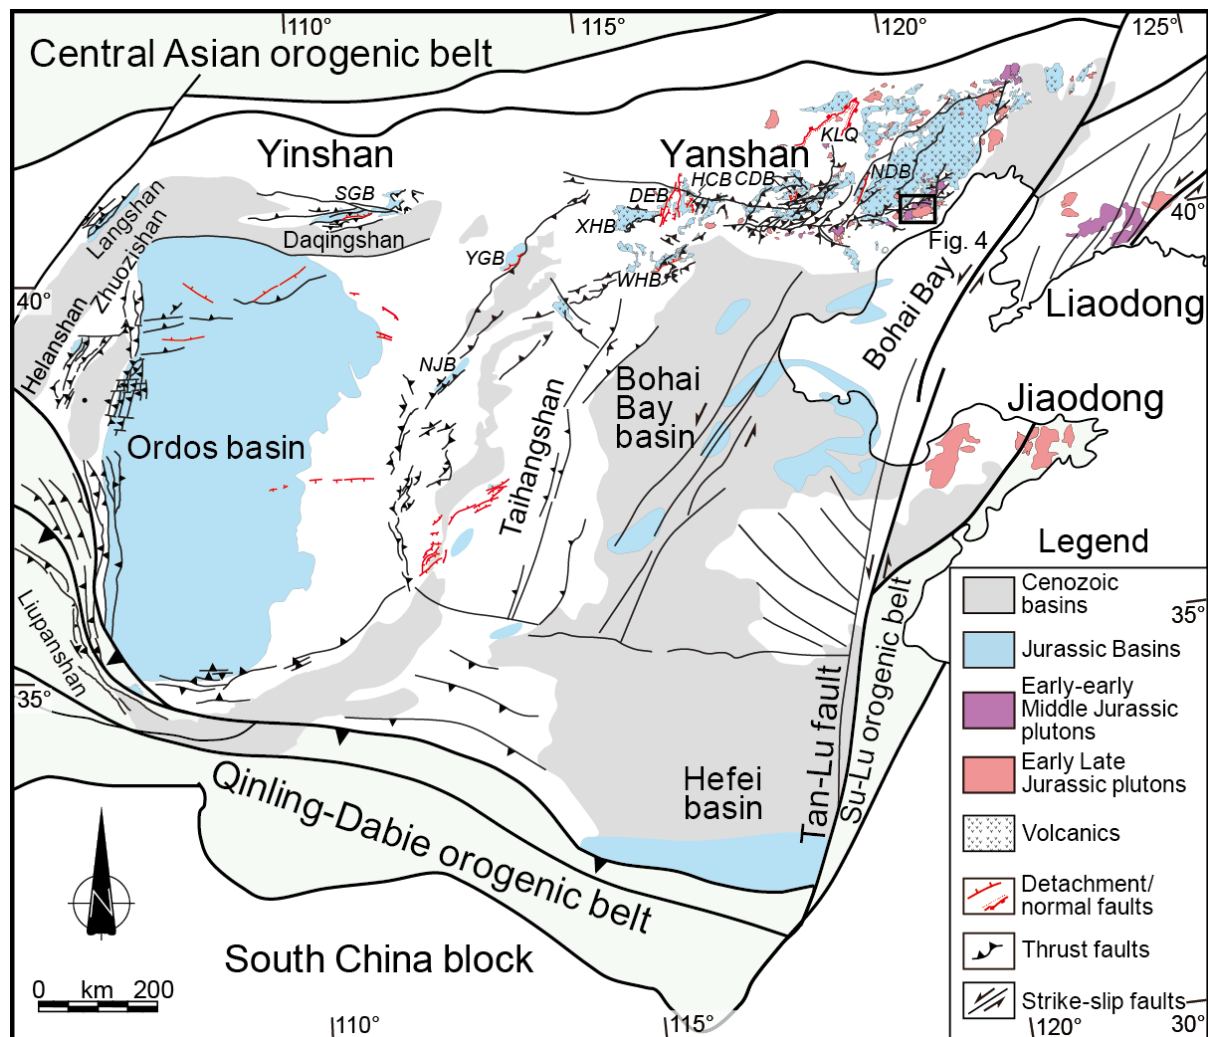 110°
115°
120°
125°
Central Asian orogenic belt
Yinshan
Yanshan
KLQ
HCB
CDB
NDB
DEB
SGB
XHB
Langshan
Daqingshan
YGB
WHB
Fig. 4
40°
Zhuozishan
40°
Bohai Bay
Liaodong
Helanshan
NJB
Bohai
Bay
basin
Jiaodong
Ordos basin
Taihangshan
Legend
Cenozoic
basins
35°
Jurassic Basins
Early-early
Middle Jurassic
plutons
Early Late
Jurassic plutons
Volcanics
Detachment/
normal faults
Thrust faults
Strike-slip faults
Liupanshan
35°
Tan-Lu fault
Su-Lu orogenic belt
Hefei
basin
Qinling-Dabie orogenic belt
N
South China block
0 km 200
110°
115°
120°
30°